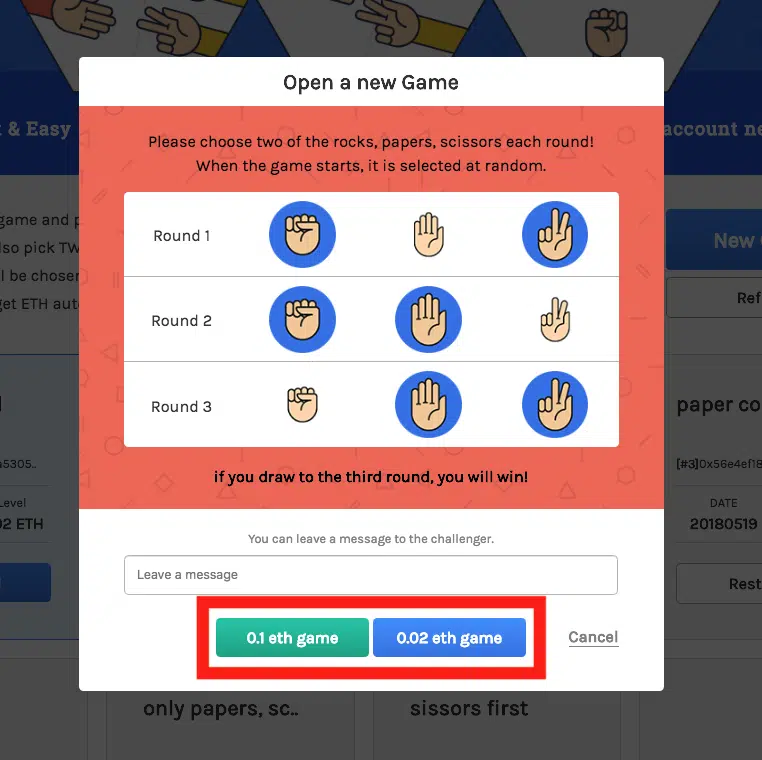 Open a new Game
& Easy
account ne
Please choose two of the rocks, papers, scissors each round!
When the game starts, it is selected at random.
Round 1
game and p
lso pick TW
New
l be chosen
get ETH auto
Ref
Round 2
Round 3
paper co
a5305..
[#3]0x56e4ef18
if you draw to the third round, you will win!
Level
DATE
02 ETH
20180519
You can leave a message to the challenger.
Leave a message
Rest
0.1 eth game
0.02 eth game
Cancel
only papers, sc..
sissors first